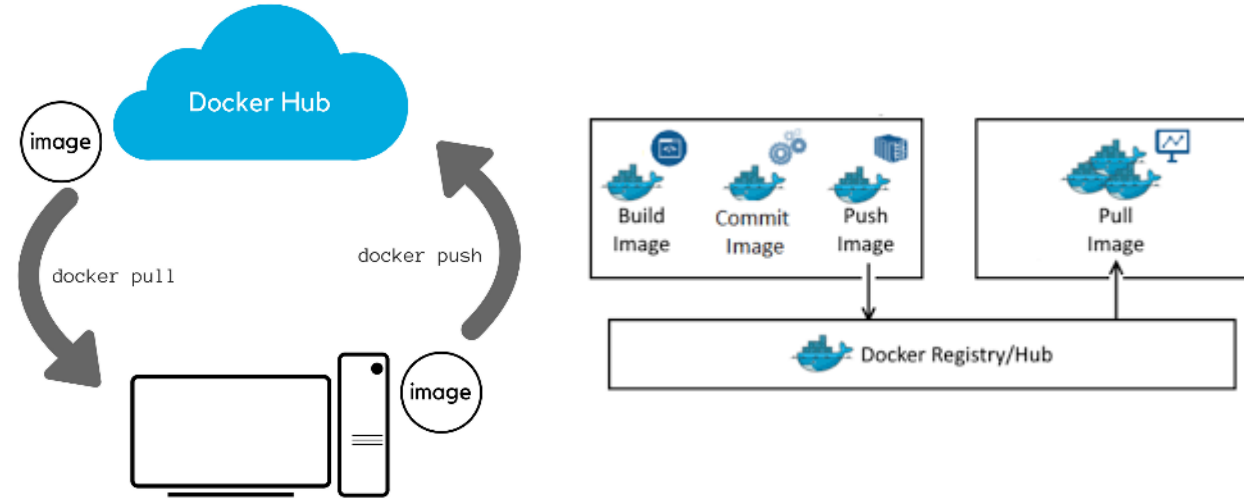 Docker Hub
image
docker pull
docker push
image
Build
Image
Commit
Image
Push
Image
Pull
Image
Docker Registry/Hub